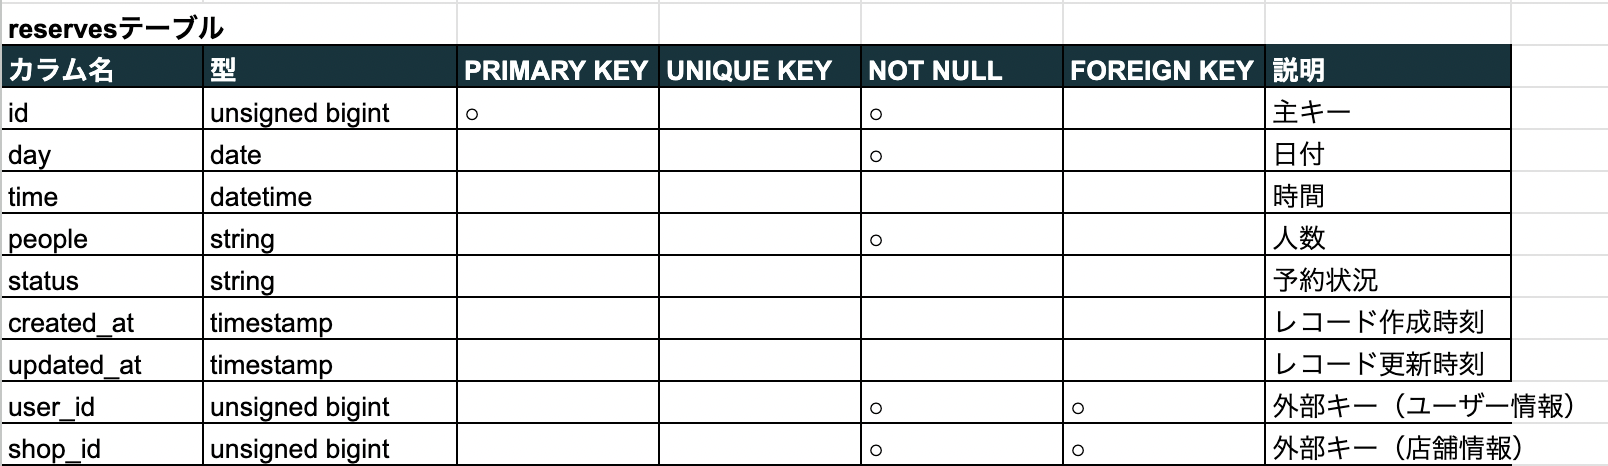 reservesテーブル
カラム名 型 PRIMARY KEY UNIQUE KEY NOT NULL FOREIGN KEY 説明
id unsigned bigint ○ ○ 主キー
day date ○ 日付
time datetime 時間
people string ○ 人数
status string 予約状況
created_at timestamp レコード作成時刻
updated_at timestamp レコード更新時刻
user_id unsigned bigint ○ ○ 外部キー（ユーザー情報）
shop_id unsigned bigint ○ ○ 外部キー（店舗情報）